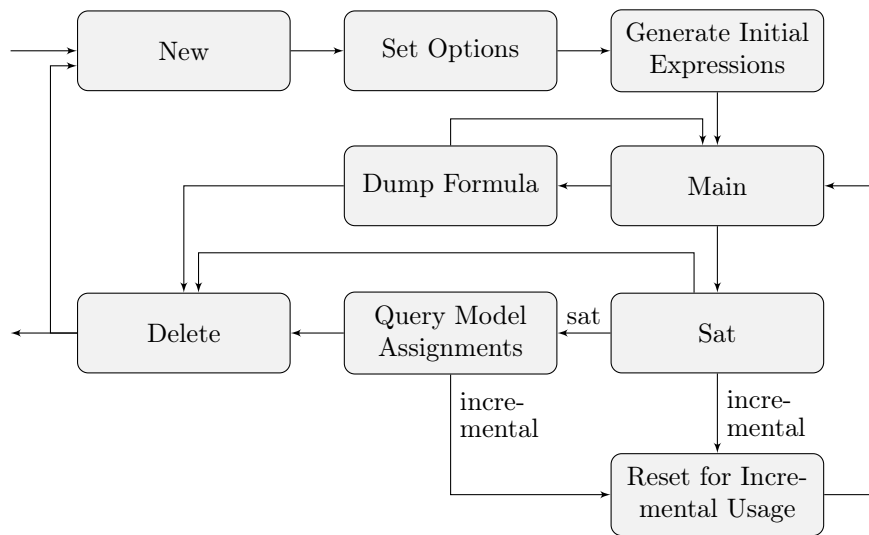 New
Set Options
Generate Initial
Expressions
Dump Formula
Main
Delete
Query Model
Assignments
sat
Sat
incre-
mental
incre-
mental
Reset for Incre-
mental Usage